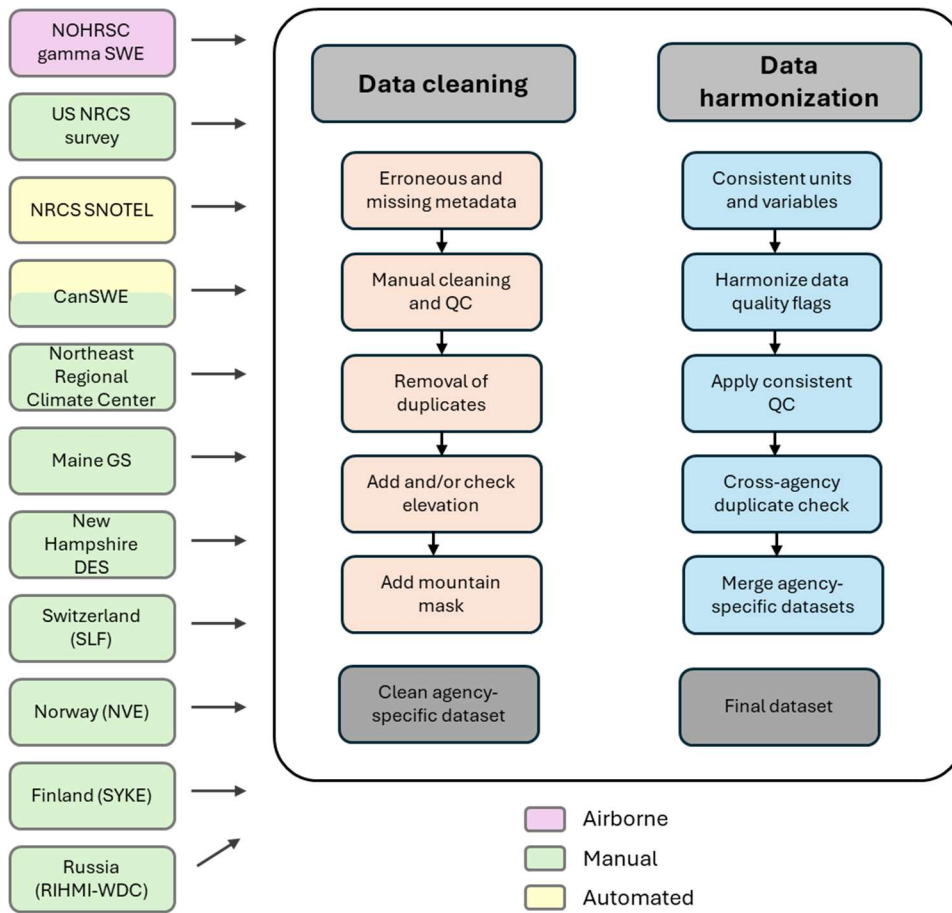 NOHRSC
gamma SWE
US NRCS
survey
NRCS SNOTEL
CanSWE
Northeast
Regional
Climate Center
Maine GS
New
Hampshire
DES
Switzerland
(SLF)
Norway (NVE)
Finland (SYKE)
Russia
(RIHMI-WDC)
Data cleaning
Erroneous and
missing metadata
Manual cleaning
and QC
Removal of
duplicates
Add and/or check
elevation
Add mountain
mask
Clean agency-
specific dataset
Data
harmonization
Consistent units
and variables
Harmonize data
quality flags
Apply consistent
QC
Cross-agency
duplicate check
Merge agency-
specific datasets
Final dataset
Airborne
Manual
Automated